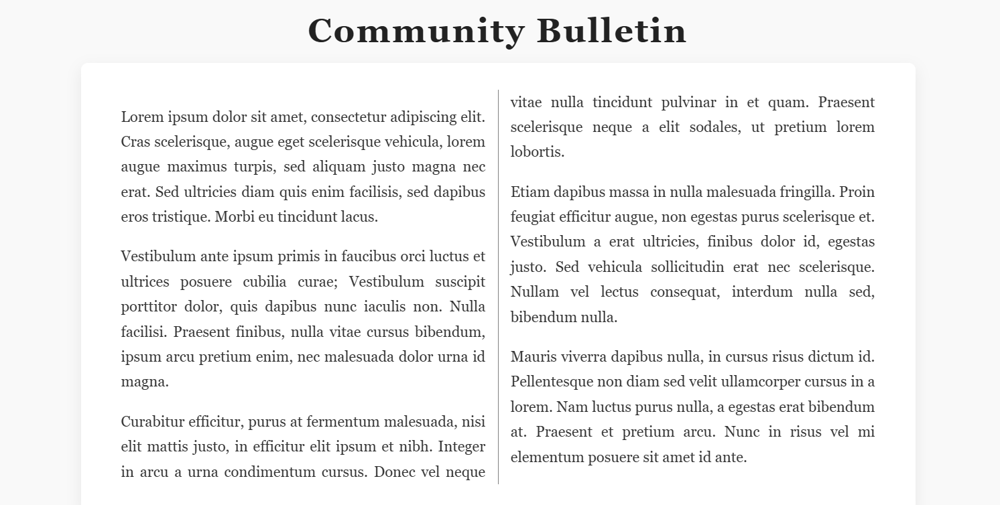 Community Bulletin
Lorem ipsum dolor sit amet, consectetur adipiscing elit.
Cras scelerisque, augue eget scelerisque vehicula, lorem
augue maximus turpis, sed aliquam justo magna nec
erat. Sed ultricies diam quis enim facilisis, sed dapibus
eros tristique. Morbi eu tincidunt lacus.
Vestibulum ante ipsum primis in faucibus orci luctus et
ultrices posuere cubilia curae; Vestibulum suscipit
porttitor dolor, quis dapibus nunc iaculis non. Nulla
facilisi. Praesent finibus, nulla vitae cursus bibendum,
ipsum arcu pretium enim, nec malesuada dolor urna id
magna.
Curabitur efficitur, purus at fermentum malesuada, nisi
elit mattis justo, in efficitur elit ipsum et nibh. Integer
in arcu a urna condimentum cursus. Donec vel neque
vitae nulla tincidunt pulvinar in et quam. Praesent
scelerisque neque a elit sodales, ut pretium lorem
lobortis.
Etiam dapibus massa in nulla malesuada fringilla. Proin
feugiat efficitur augue, non egestas purus scelerisque et.
Vestibulum a erat ultricies, finibus dolor id, egestas
justo. Sed vehicula sollicitudin erat nec scelerisque.
Nullam vel lectus consequat, interdum nulla sed,
bibendum nulla.
Mauris viverra dapibus nulla, in cursus risus dictum id.
Pellentesque non diam sed velit ullamcorper cursus in a
lorem. Nam luctus purus nulla, a egestas erat bibendum
at. Praesent et pretium arcu. Nunc in risus vel mi
elementum posuere sit amet id ante.